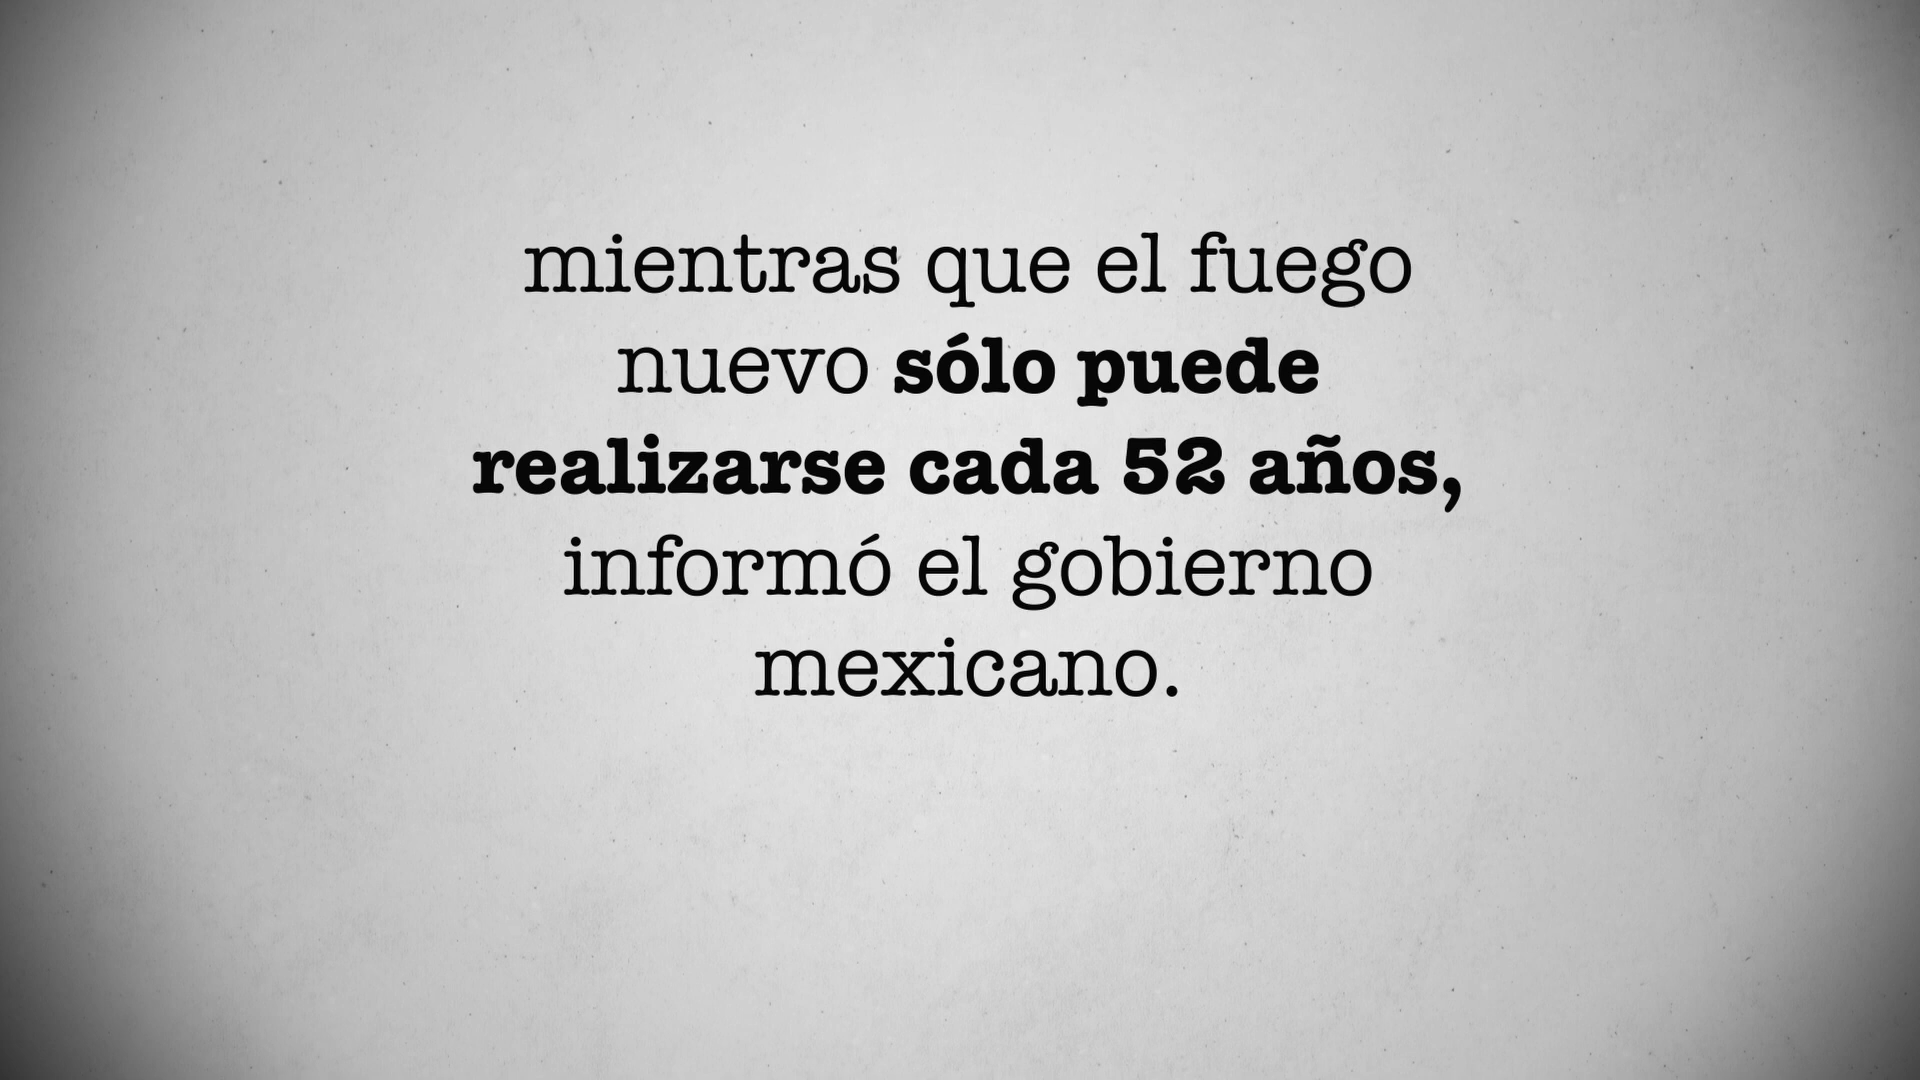 mientras que el fuego
nuevo sólo puede
realizarse cada 52 años,
informó el gobierno
mexicano.